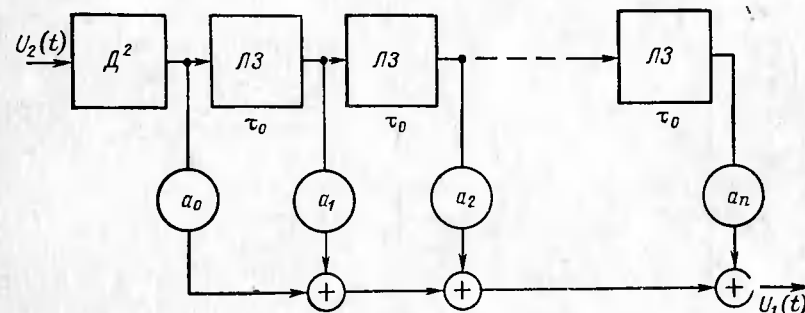 U₂(t)
Д²
ЛЗ
ЛЗ
ЛЗ
τ₀
τ₀
τ₀
a₀
a₁
a₂
aₙ
+
+
+
U₁(t)